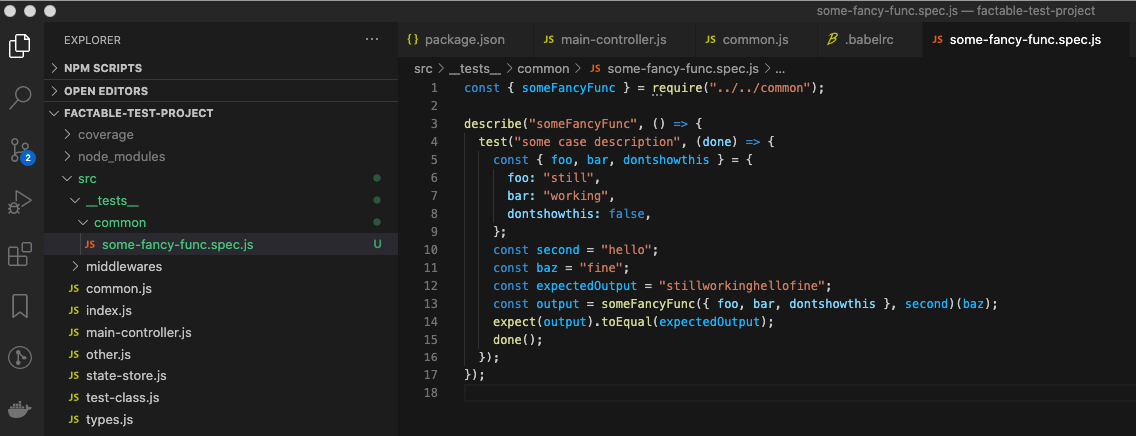 some-fancy-func.spec.js — factable-test-project
EXPLORER ...
{} package.json JS main-controller.js JS common.js B .babelrc JS some-fancy-func.spec.js
src > __tests__ > common > JS some-fancy-func.spec.js > ...
> NPM SCRIPTS
> OPEN EDITORS
FACTABLE-TEST-PROJECT
> coverage
> node_modules
src
__tests__
common
JS some-fancy-func.spec.js U
> middlewares
JS common.js
JS index.js
JS main-controller.js
JS other.js
JS state-store.js
JS test-class.js
JS types.js
2
1 const { someFancyFunc } = require("../../common");
2
3 describe("someFancyFunc", () => {
4 test("some case description", (done) => {
5 const { foo, bar, dontshowthis } = {
6 foo: "still",
7 bar: "working",
8 dontshowthis: false,
9 };
10 const second = "hello";
11 const baz = "fine";
12 const expectedOutput = "stillworkinghellofine";
13 const output = someFancyFunc({ foo, bar, dontshowthis }, second)(baz);
14 expect(output).toEqual(expectedOutput);
15 done();
16 });
17 });
18